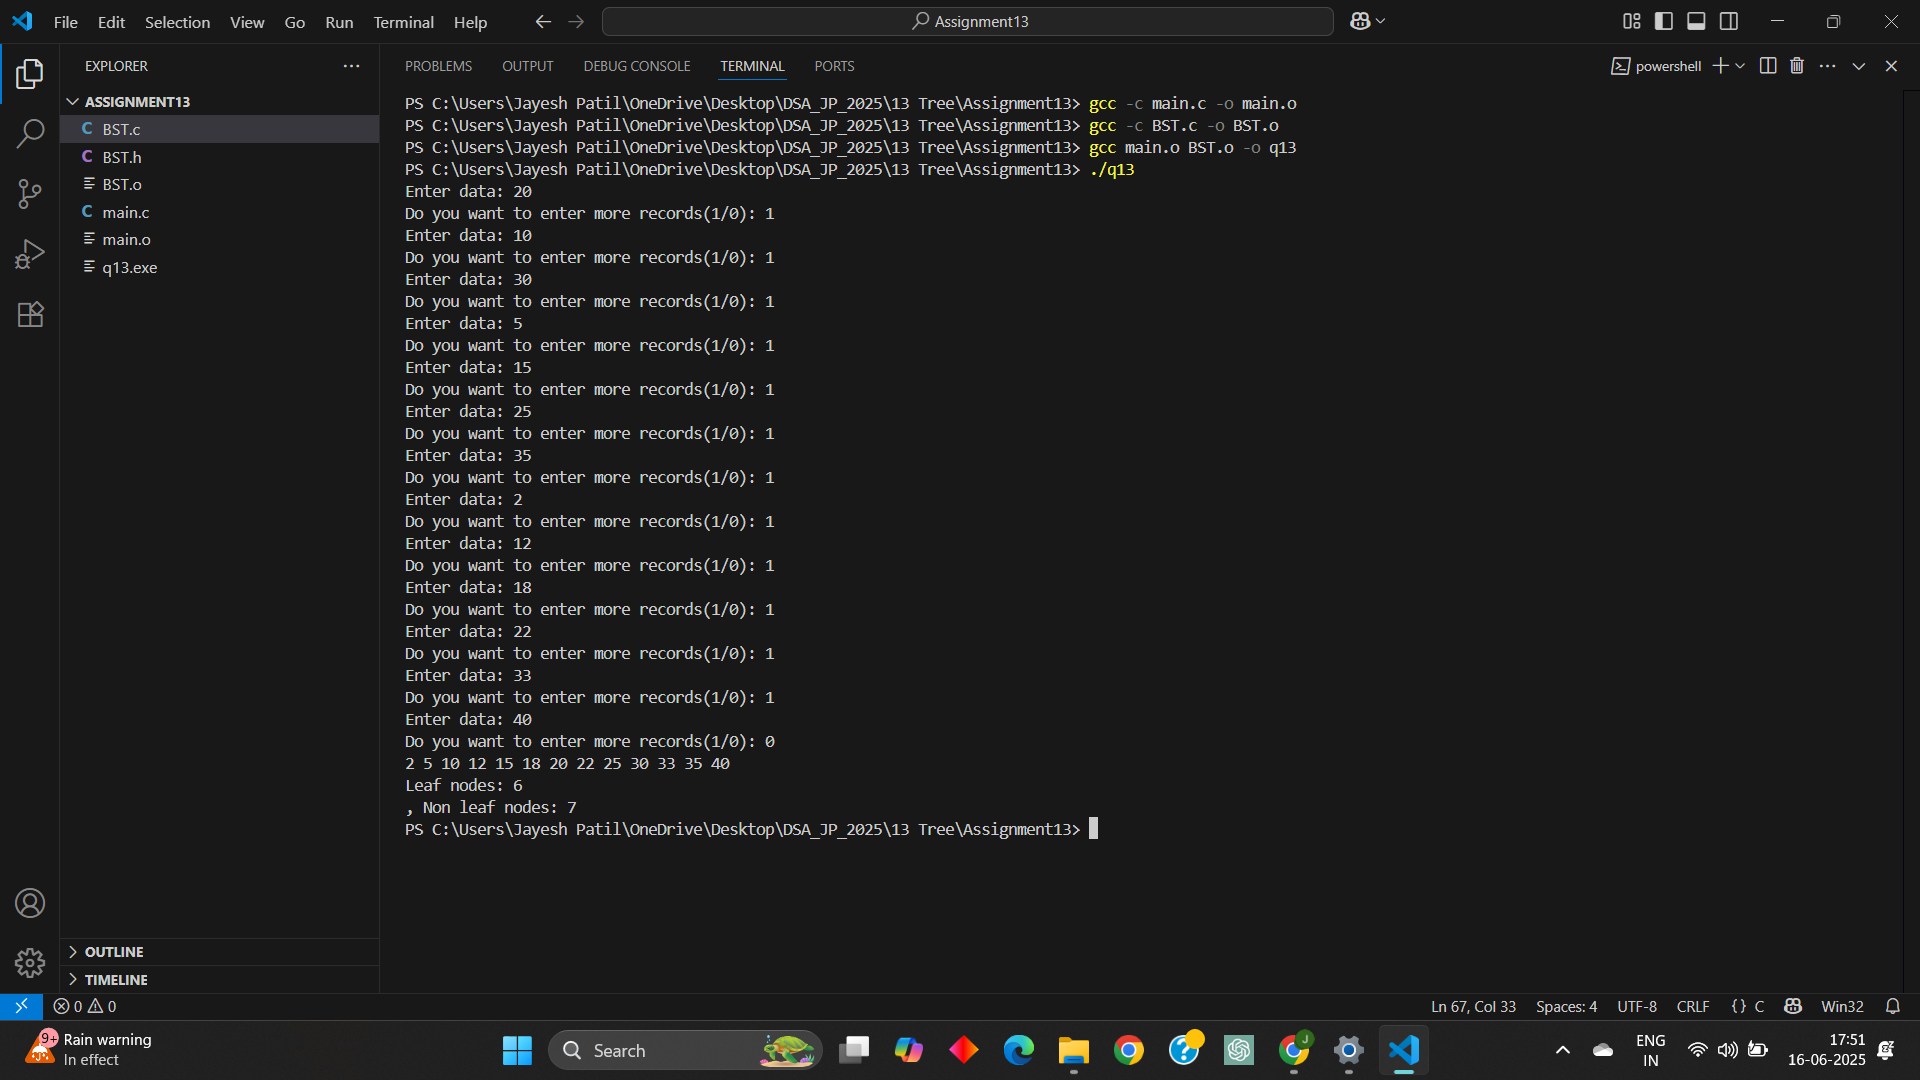 File Edit Selection View Go Run Terminal Help
Assignment13
EXPLORER
PROBLEMS OUTPUT DEBUG CONSOLE TERMINAL PORTS
powershell
ASSIGNMENT13
C BST.c
C BST.h
BST.o
C main.c
main.o
q13.exe
PS C:\Users\Jayesh Patil\OneDrive\Desktop\DSA_JP_2025\13 Tree\Assignment13> gcc -c main.c -o main.o
PS C:\Users\Jayesh Patil\OneDrive\Desktop\DSA_JP_2025\13 Tree\Assignment13> gcc -c BST.c -o BST.o
PS C:\Users\Jayesh Patil\OneDrive\Desktop\DSA_JP_2025\13 Tree\Assignment13> gcc main.o BST.o -o q13
PS C:\Users\Jayesh Patil\OneDrive\Desktop\DSA_JP_2025\13 Tree\Assignment13> ./q13
Enter data: 20
Do you want to enter more records(1/0): 1
Enter data: 10
Do you want to enter more records(1/0): 1
Enter data: 30
Do you want to enter more records(1/0): 1
Enter data: 5
Do you want to enter more records(1/0): 1
Enter data: 15
Do you want to enter more records(1/0): 1
Enter data: 25
Do you want to enter more records(1/0): 1
Enter data: 35
Do you want to enter more records(1/0): 1
Enter data: 2
Do you want to enter more records(1/0): 1
Enter data: 12
Do you want to enter more records(1/0): 1
Enter data: 18
Do you want to enter more records(1/0): 1
Enter data: 22
Do you want to enter more records(1/0): 1
Enter data: 33
Do you want to enter more records(1/0): 1
Enter data: 40
Do you want to enter more records(1/0): 0
2 5 10 12 15 18 20 22 25 30 33 35 40
Leaf nodes: 6
, Non leaf nodes: 7
PS C:\Users\Jayesh Patil\OneDrive\Desktop\DSA_JP_2025\13 Tree\Assignment13>
OUTLINE
TIMELINE
0 0
Ln 67, Col 33 Spaces: 4 UTF-8 CRLF {} C Win32
9+
Rain warning
In effect
Search
J
ENG
IN
17:51
16-06-2025